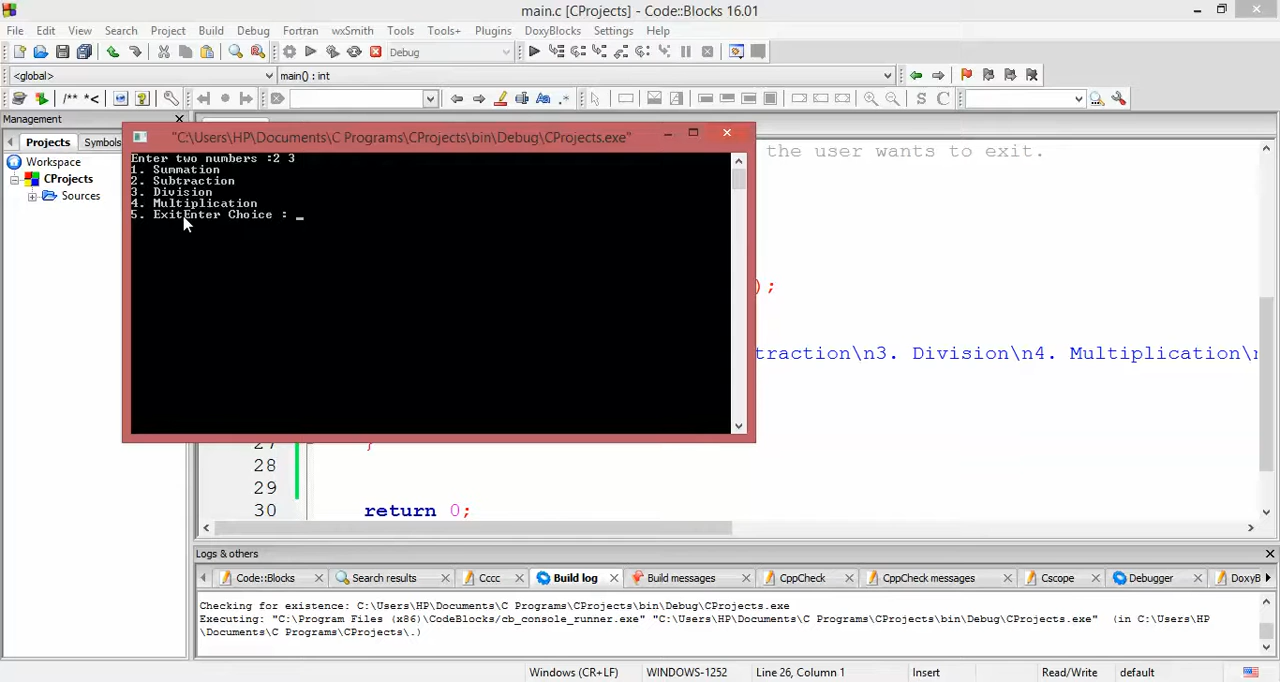 main.c [CProjects] - Code::Blocks 16.01
File Edit View Search Project Build Debug Fortran wxSmith Tools Tools+ Plugins DoxyBlocks Settings Help
Debug
<global> main() : int
/** *< Aa .* S C
Management
Projects Symbols
Workspace
CProjects
Sources
"C:\Users\HP\Documents\C Programs\CProjects\bin\Debug\CProjects.exe"
Enter two numbers :2 3
1. Summation
2. Subtraction
3. Division
4. Multiplication
5. ExitEnter Choice : _
the user wants to exit.
);
traction\n3. Division\n4. Multiplication\
27 }
28
29
30 return 0;
Logs & others
Code::Blocks Search results Cccc Build log Build messages CppCheck CppCheck messages Cscope Debugger DoxyB
Checking for existence: C:\Users\HP\Documents\C Programs\CProjects\bin\Debug\CProjects.exe
Executing: "C:\Program Files (x86)\CodeBlocks/cb_console_runner.exe" "C:\Users\HP\Documents\C Programs\CProjects\bin\Debug\CProjects.exe" (in C:\Users\HP
\Documents\C Programs\CProjects\.)
Windows (CR+LF) WINDOWS-1252 Line 26, Column 1 Insert Read/Write default